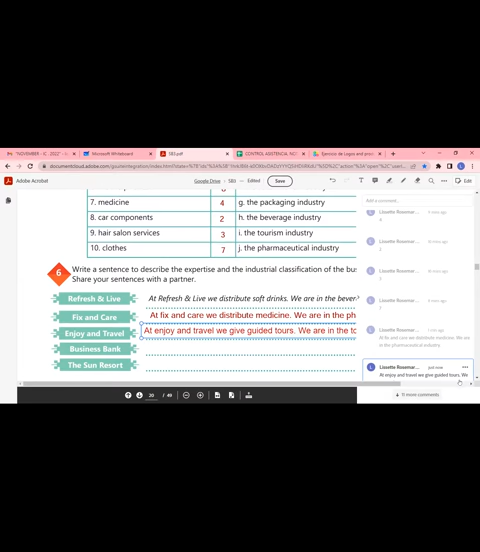 "NOVEMBER - IC - 2022" -
Microsoft Whiteboard
SB3.pdf
CONTROL ASISTENCIA
Ejercicio de Logos and
Adobe Acrobat
Google Drive SB3 — Edited
Save
Edit
Add a comment...
7. medicine 4 g. the packaging industry
8. car components 2 h. the beverage industry
9. hair salon services 3 i. the tourism industry
10. clothes 7 j. the pharmaceutical industry
6 Write a sentence to describe the expertise and the industrial classification of the bus
Share your sentences with a partner.
Refresh & Live At Refresh & Live we distribute soft drinks. We are in the bever
Fix and Care At fix and care we distribute medicine. We are in the ph
Enjoy and Travel At enjoy and travel we give guided tours. We are in the to
Business Bank
The Sun Resort
Lissette Rosemar...
4
Lissette Rosemar...
Lissette Rosemar...
Lissette Rosemar...
Lissette Rosemar...
At fix and care we distribute medicine. We are in the pharmaceutical industry
Lissette Rosemar... just now
At enjoy and travel we give guided tours. We
20 / 49
11 more comments